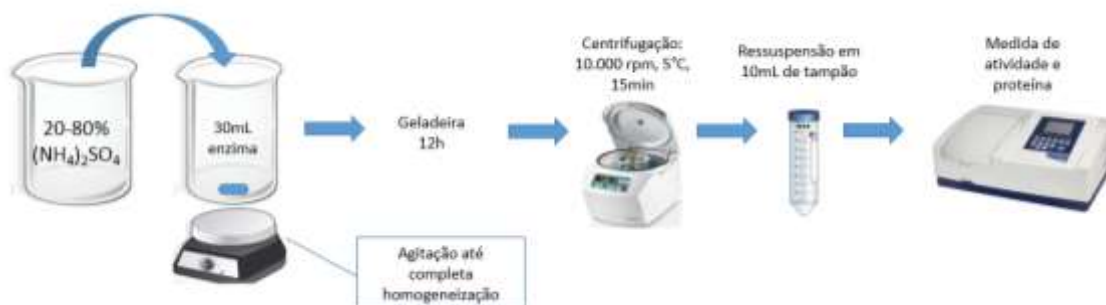 20-80%
(NH₄)₂SO₄
30mL
enzima
Agitação até
completa
homogeneização
Geladeira
12h
Centrifugação:
10.000 rpm, 5°C,
15min
Ressuspensão em
10mL de tampão
Medida de
atividade e
proteína